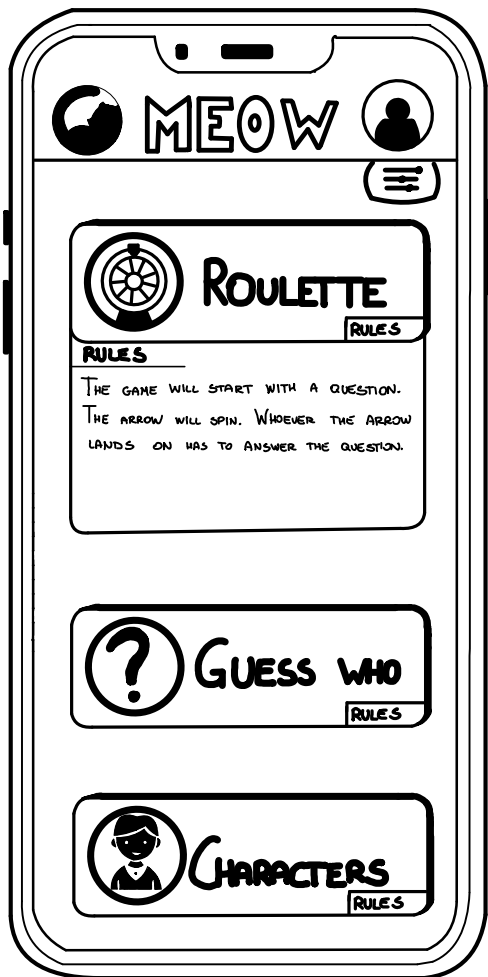 MEOW
ROULETTE
RULES
RULES
THE GAME WILL START WITH A QUESTION.
THE ARROW WILL SPIN. WHOEVER THE ARROW
LANDS ON HAS TO ANSWER THE QUESTION.
GUESS WHO
RULES
CHARACTERS
RULES